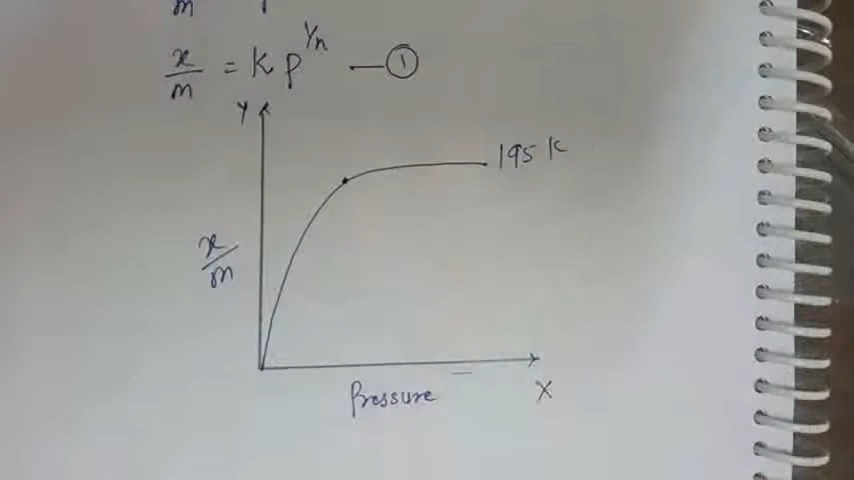 m
x/m = K P^1/n — ①
Y
195 K
x/m
Pressure
X